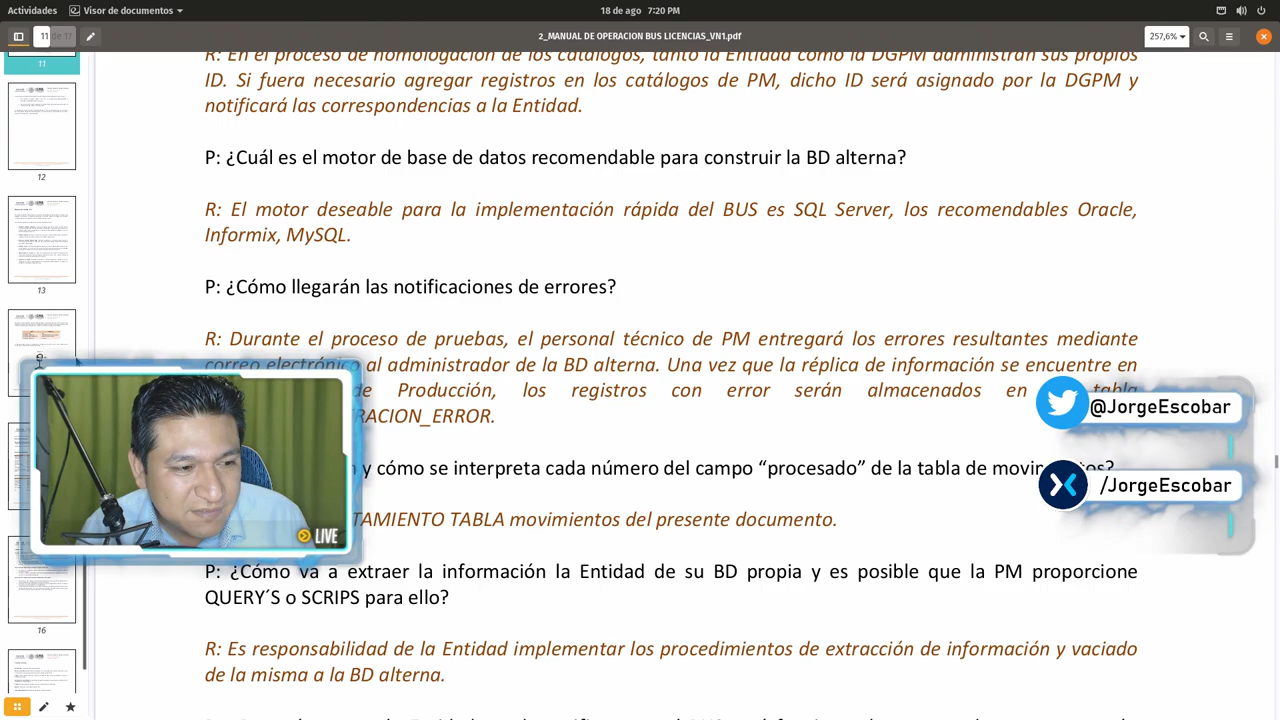 Actividades
Visor de documentos
18 de ago 7:20 PM
11 de 17
2_MANUAL DE OPERACION BUS LICENCIAS_VN1.pdf
257,6%
11
12
13
16
R: En el proceso de homologación de los catálogos, tanto la Entidad como la DGPM administran sus propios
ID. Si fuera necesario agregar registros en los catálogos de PM, dicho ID será asignado por la DGPM y
notificará las correspondencias a la Entidad.
P: ¿Cuál es el motor de base de datos recomendable para construir la BD alterna?
R: El motor deseable para la implementación rápida del BUS es SQL Server, los recomendables Oracle,
Informix, MySQL.
P: ¿Cómo llegarán las notificaciones de errores?
R: Durante el proceso de pruebas, el personal técnico de PM entregará los errores resultantes mediante
correo electrónico al administrador de la BD alterna. Una vez que la réplica de información se encuentre en
de Producción, los registros con error serán almacenados en tabla
RACION_ERROR.
y cómo se interpreta cada número del campo “procesado” de la tabla de movimientos?
TAMIENTO TABLA movimientos del presente documento.
P: ¿Cómo va a extraer la información la Entidad de su BD propia y es posible que la PM proporcione
QUERY´S o SCRIPS para ello?
R: Es responsabilidad de la Entidad implementar los procedimientos de extracción de información y vaciado
de la misma a la BD alterna.
LIVE
@JorgeEscobar
/JorgeEscobar